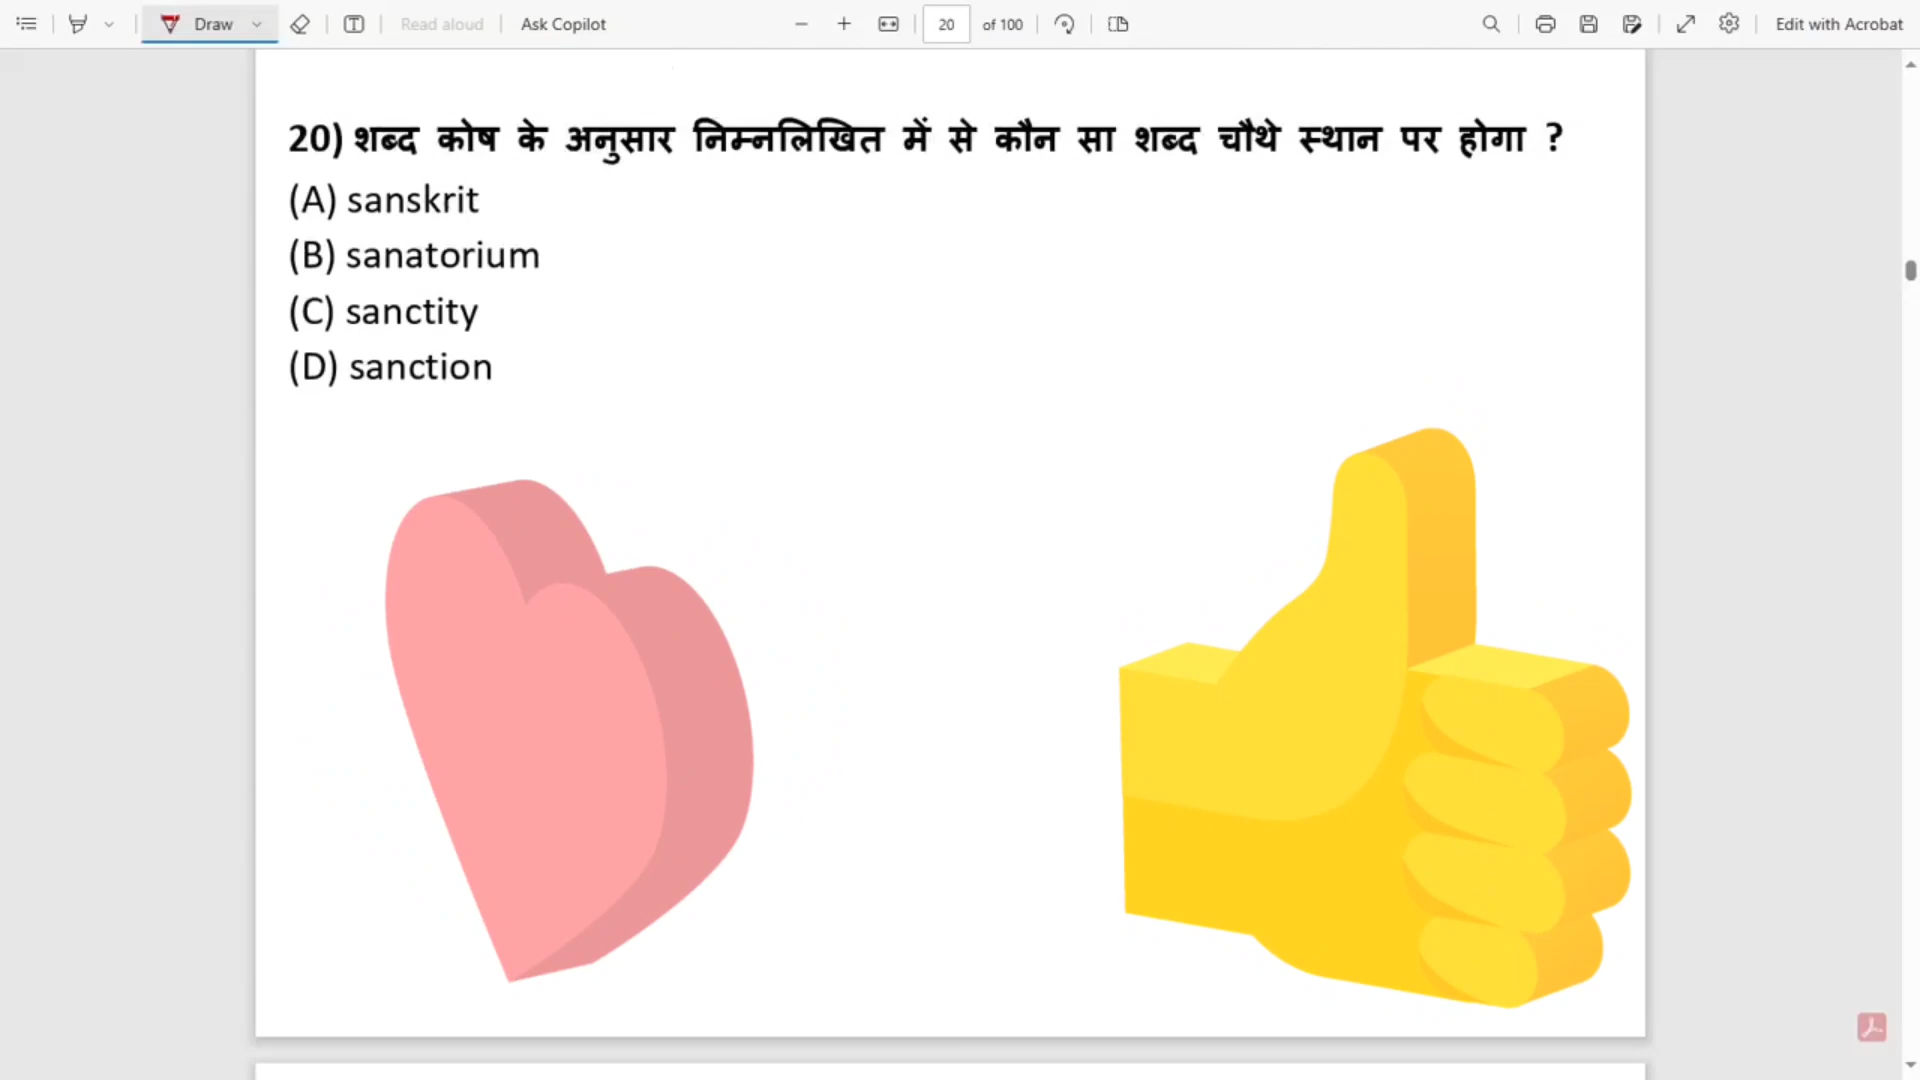 Draw
Read aloud
Ask Copilot
20
of 100
Edit with Acrobat
20) शब्द कोष के अनुसार निम्नलिखित में से कौन सा शब्द चौथे स्थान पर होगा ?
(A) sanskrit
(B) sanatorium
(C) sanctity
(D) sanction